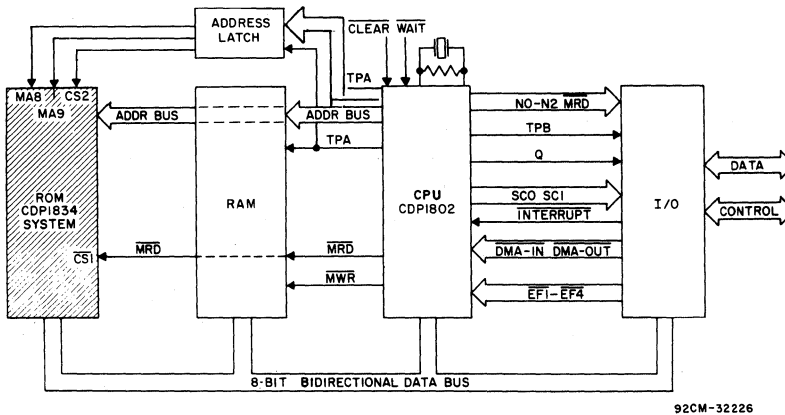 ADDRESS
LATCH
CLEAR WAIT
TPA
MA8 CS2
MA9
ADDR BUS
ADDR BUS
NO-N2 MRD
TPB
TPA
Q
ROM
CDP1834
SYSTEM
RAM
CPU
CDP1802
I/O
DATA
SCO SCI
CONTROL
INTERRUPT
CS1
MRD
MRD
DMA-IN DMA-OUT
MWR
EF1-EF4
8-BIT BIDIRECTIONAL DATA BUS
92CM-32226